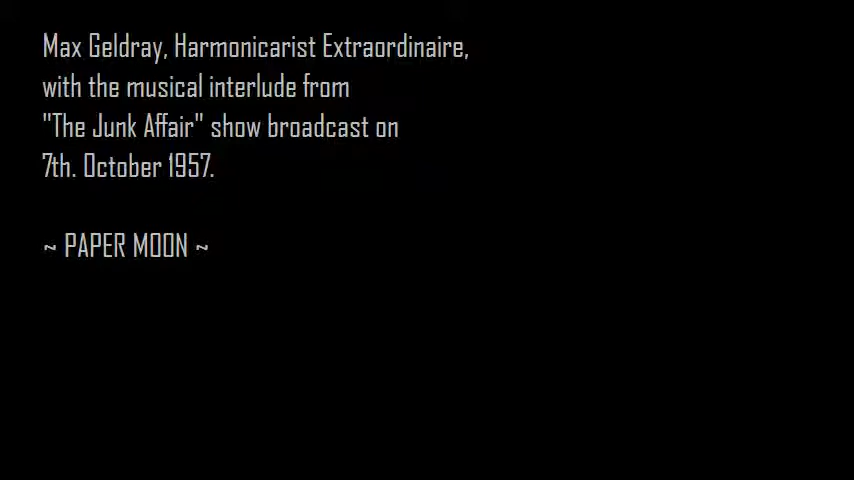 Max Geldray, Harmonicarist Extraordinaire,
with the musical interlude from
"The Junk Affair" show broadcast on
7th. October 1957.
~ PAPER MOON ~